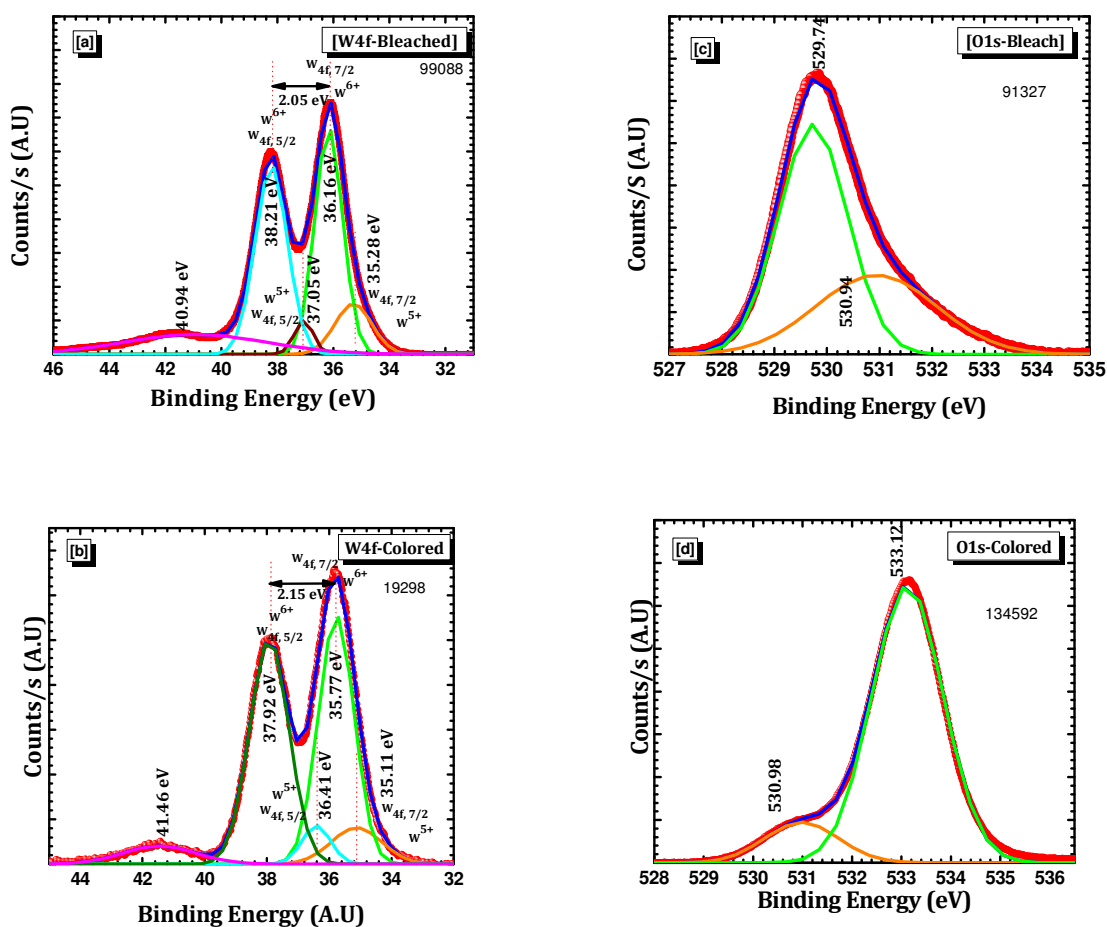 [a]
[W4f-Bleached]
99088
W4f, 7/2
W6+
2.05 eV
W6+
W4f, 5/2
38.21 eV
36.16 eV
35.28 eV
W4f, 7/2
W5+
W5+
W4f, 5/2
37.05 eV
40.94 eV
Counts/s (A.U)
46 44 42 40 38 36 34 32
Binding Energy (eV)
[c]
[O1s-Bleach]
529.74
91327
530.94
Counts/S (A.U)
527 528 529 530 531 532 533 534 535
Binding Energy (eV)
[b]
W4f-Colored
19298
W4f, 7/2
W6+
2.15 eV
W6+
W4f, 5/2
37.92 eV
35.77 eV
35.11 eV
W4f, 7/2
W5+
W5+
W4f, 5/2
36.41 eV
41.46 eV
Counts/s (A.U)
44 42 40 38 36 34 32
Binding Energy (A.U)
[d]
O1s-Colored
533.12
134592
530.98
Counts/s (A.U)
528 529 530 531 532 533 534 535 536
Binding Energy (eV)